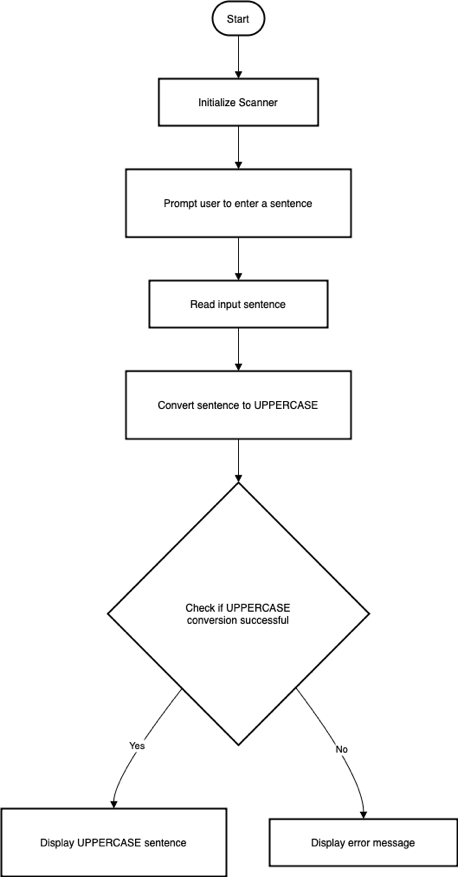 Start
Initialize Scanner
Prompt user to enter a sentence
Read input sentence
Convert sentence to UPPERCASE
Check if UPPERCASE
conversion successful
Yes
No
Display UPPERCASE sentence
Display error message